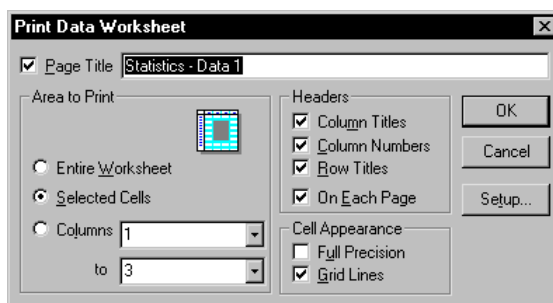 Print Data Worksheet
Page Title
Statistics - Data 1
Area to Print
Entire Worksheet
Selected Cells
Columns 1
to 3
Headers
Column Titles
Column Numbers
Row Titles
On Each Page
Cell Appearance
Full Precision
Grid Lines
OK
Cancel
Setup...